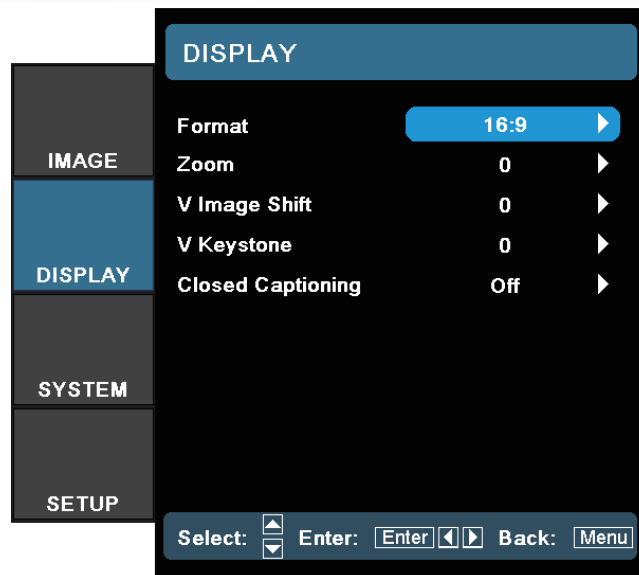 DISPLAY
IMAGE
DISPLAY
SYSTEM
SETUP
Format 16:9
Zoom 0
V Image Shift 0
V Keystone 0
Closed Captioning Off
Select: Enter: Enter Back: Menu